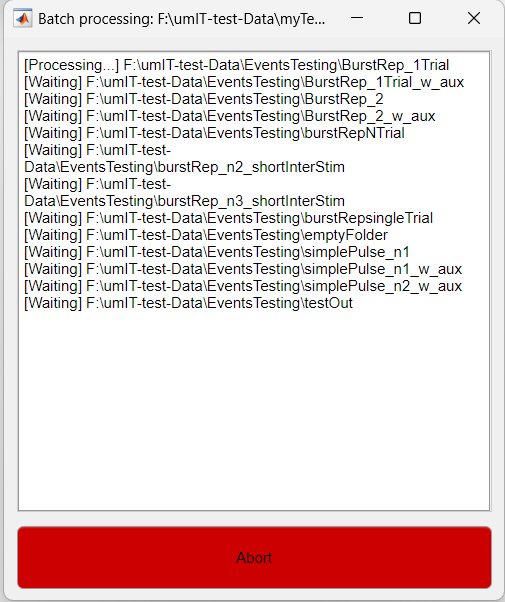 Batch processing: F:\umIT-test-Data\myTe...
[Processing...] F:\umIT-test-Data\EventsTesting\BurstRep_1Trial
[Waiting] F:\umIT-test-Data\EventsTesting\BurstRep_1Trial_w_aux
[Waiting] F:\umIT-test-Data\EventsTesting\BurstRep_2
[Waiting] F:\umIT-test-Data\EventsTesting\BurstRep_2_w_aux
[Waiting] F:\umIT-test-Data\EventsTesting\burstRepNTrial
[Waiting] F:\umIT-test-
Data\EventsTesting\burstRep_n2_shortInterStim
[Waiting] F:\umIT-test-
Data\EventsTesting\burstRep_n3_shortInterStim
[Waiting] F:\umIT-test-Data\EventsTesting\burstRepsingleTrial
[Waiting] F:\umIT-test-Data\EventsTesting\emptyFolder
[Waiting] F:\umIT-test-Data\EventsTesting\simplePulse_n1
[Waiting] F:\umIT-test-Data\EventsTesting\simplePulse_n1_w_aux
[Waiting] F:\umIT-test-Data\EventsTesting\simplePulse_n2_w_aux
[Waiting] F:\umIT-test-Data\EventsTesting\testOut
Abort